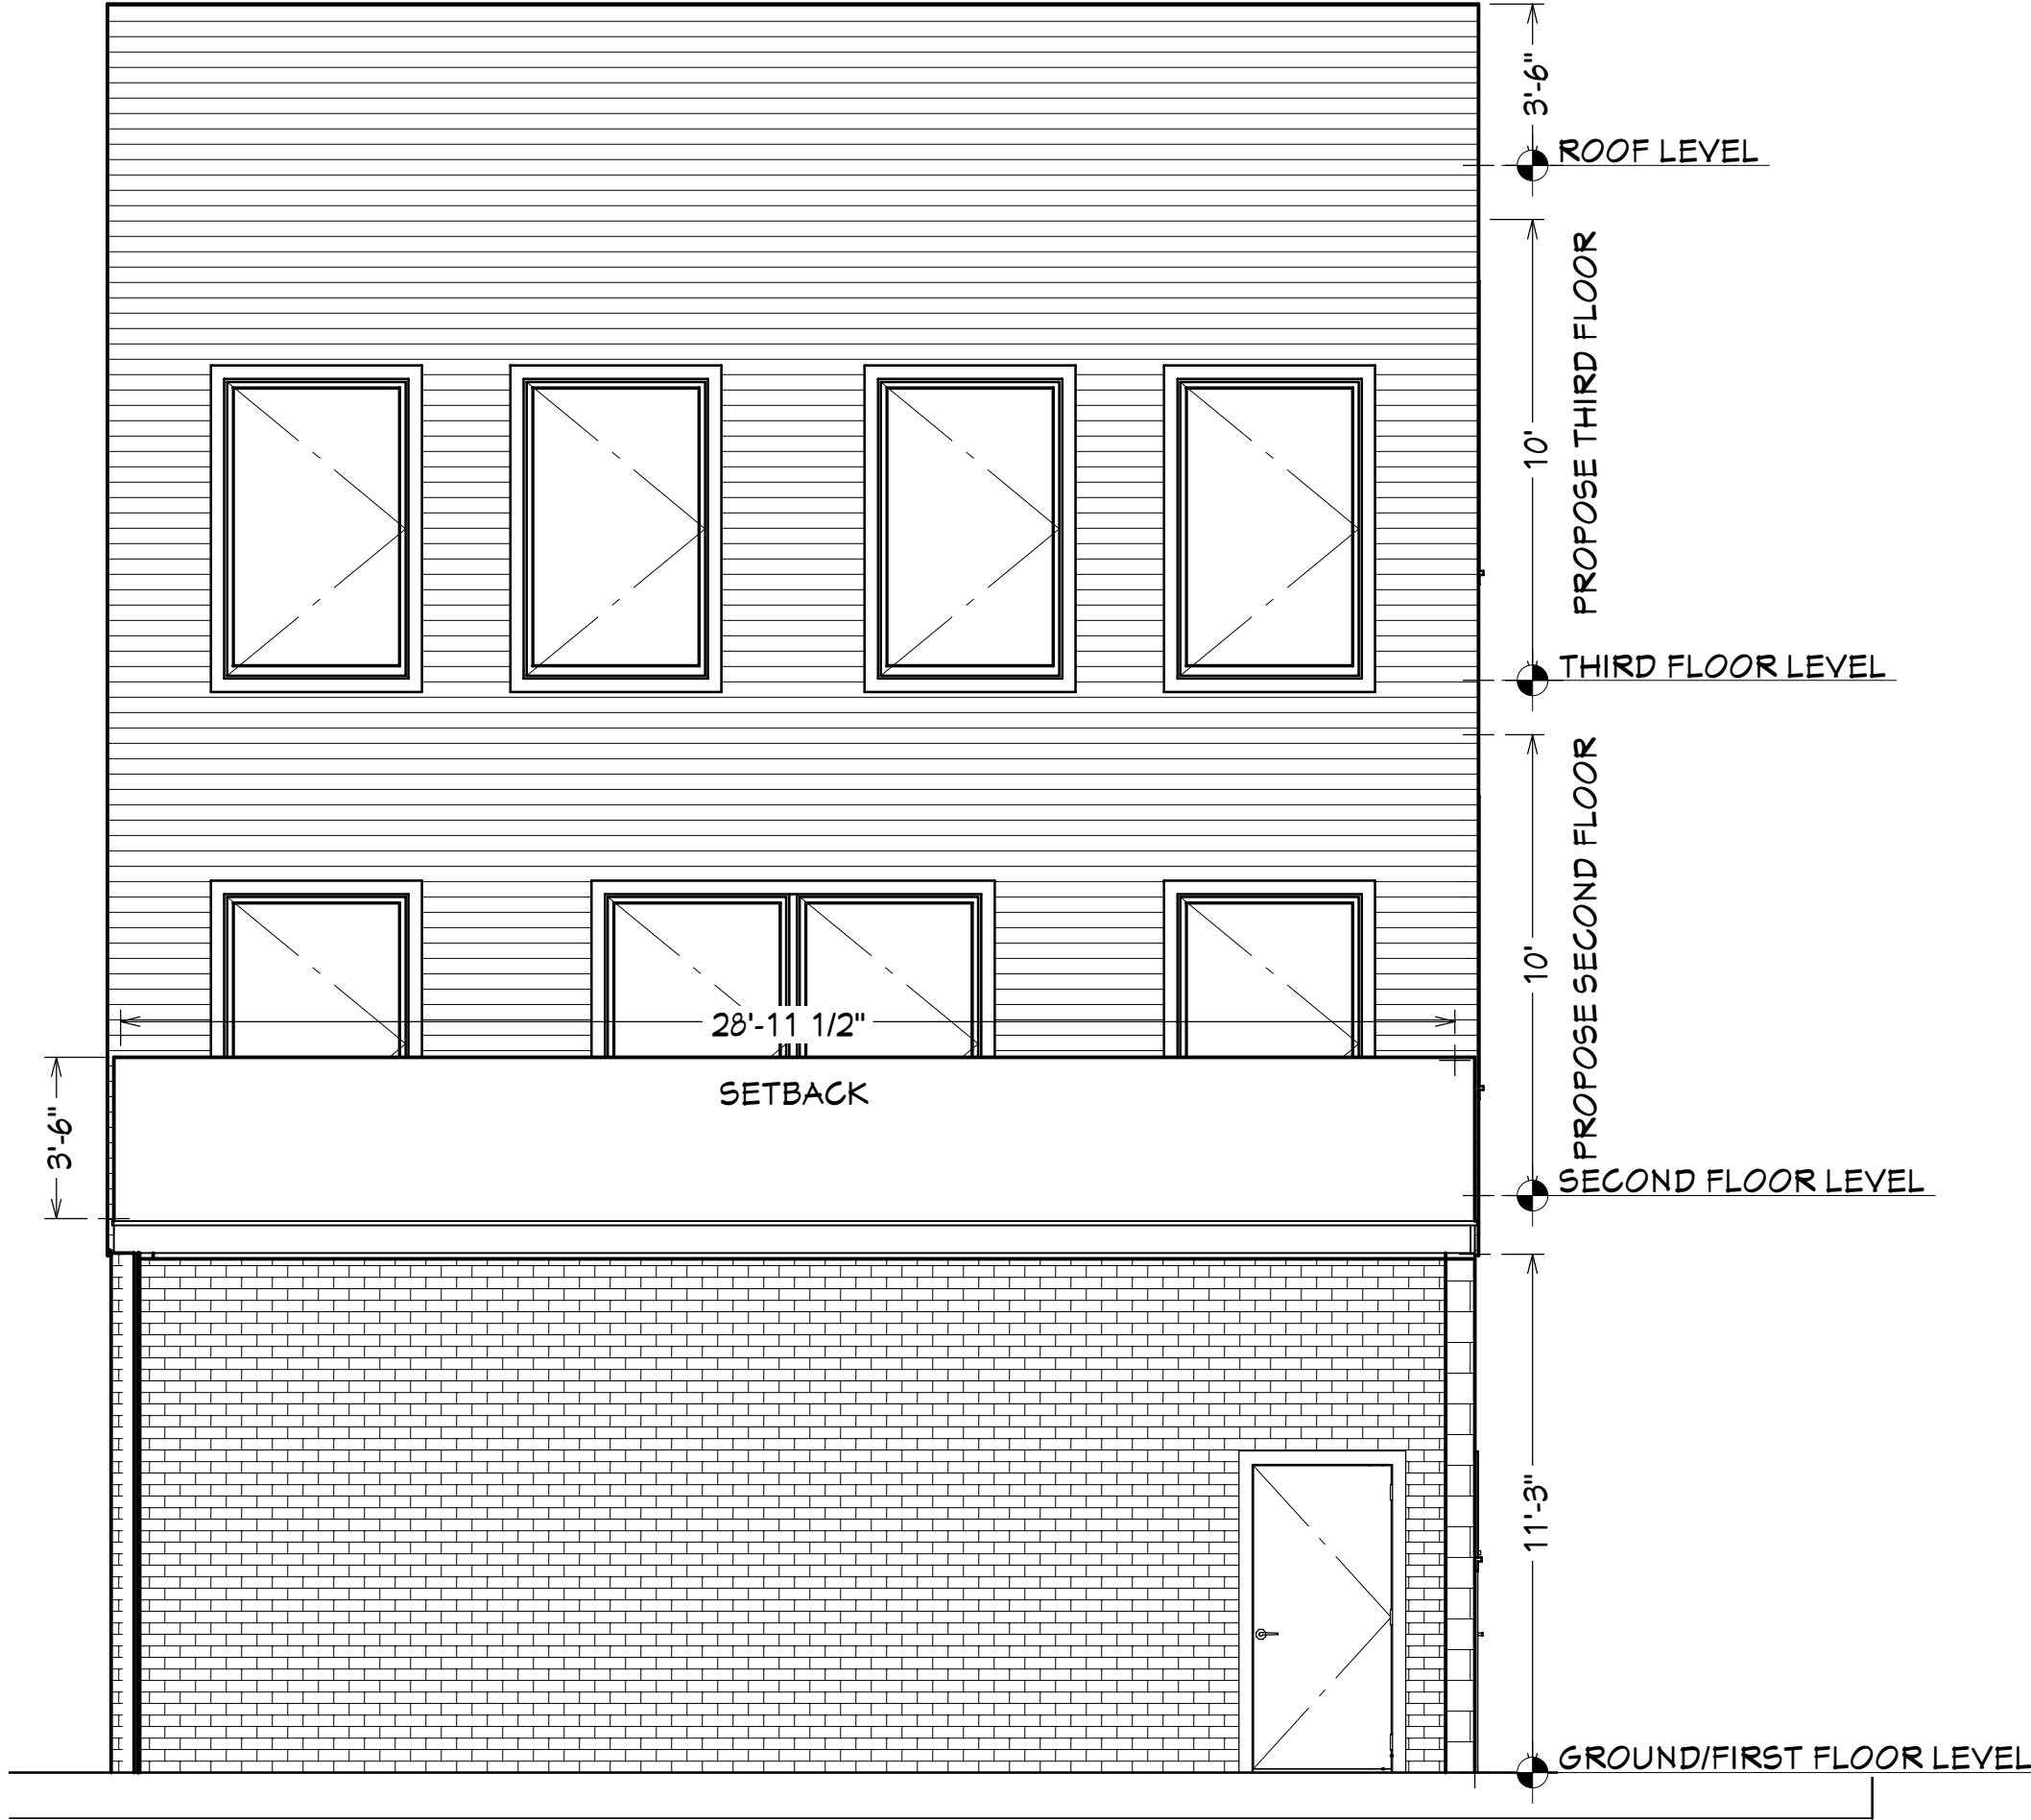 3'-6"
ROOF LEVEL
PROPOSE THIRD FLOOR
10'
THIRD FLOOR LEVEL
PROPOSE SECOND FLOOR
10'
28'-11 1/2"
SETBACK
3'-6"
SECOND FLOOR LEVEL
11'-3"
GROUND/FIRST FLOOR LEVEL